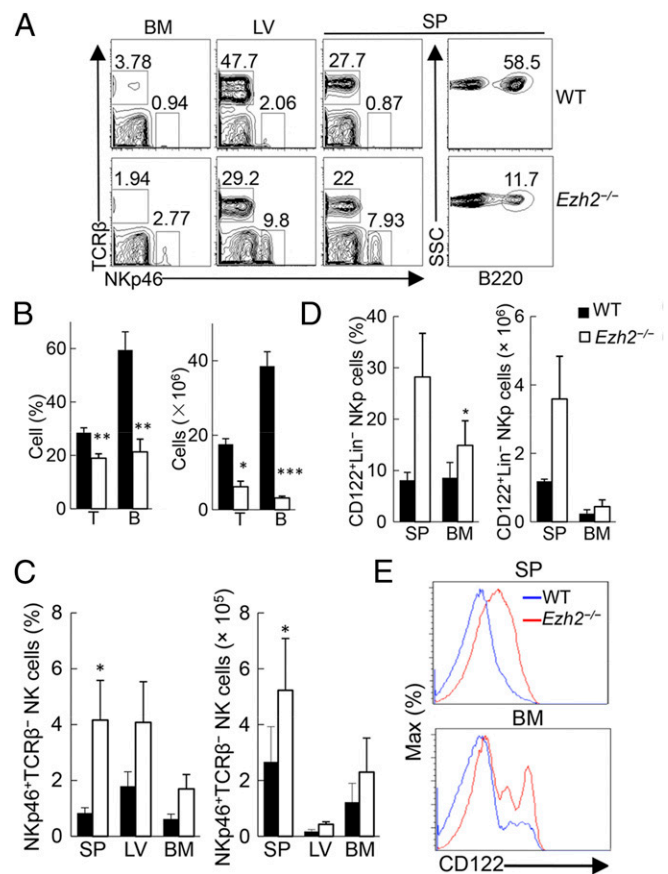 A
BM
LV
SP
3.78
0.94
47.7
2.06
27.7
0.87
58.5
WT
1.94
2.77
29.2
9.8
22
7.93
11.7
Ezh2−/−
TCRβ
NKp46
SSC
B220
B
Cell (%)
60
40
20
0
**
**
T
B
Cells (×10⁶)
40
20
0
*
***
T
B
D
WT
Ezh2−/−
CD122⁺Lin⁻ NKp cells (%)
40
30
20
10
0
*
SP
BM
CD122⁺Lin⁻ NKp cells (× 10⁶)
6
4
2
0
SP
BM
C
NKp46⁺TCRβ⁻ NK cells (%)
8
6
4
2
0
*
SP
LV
BM
NKp46⁺TCRβ⁻ NK cells (× 10⁵)
8
6
4
2
0
*
SP
LV
BM
E
SP
WT
Ezh2−/−
BM
Max (%)
CD122